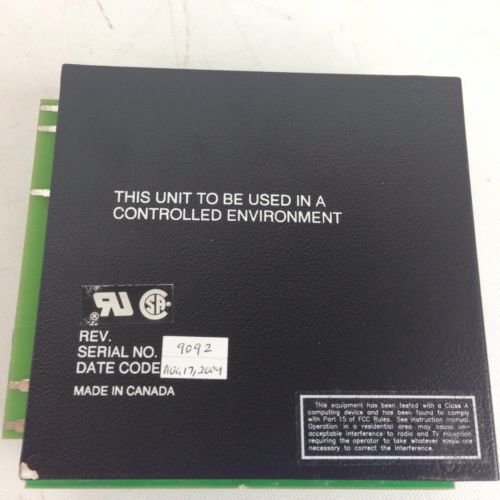 THIS UNIT TO BE USED IN A
CONTROLLED ENVIRONMENT
RU ® SA
REV.
SERIAL NO. 9092
DATE CODE AUG, 17, 2009
MADE IN CANADA
This equipment has been tested with a Class A
computing device and has been found to comply
with Part 15 of FCC Rules. See instruction manual.
Operation in a residential area may cause un-
acceptable interference to radio and TV reception
requiring the operator to take whatever steps are
necessary to correct the interference.